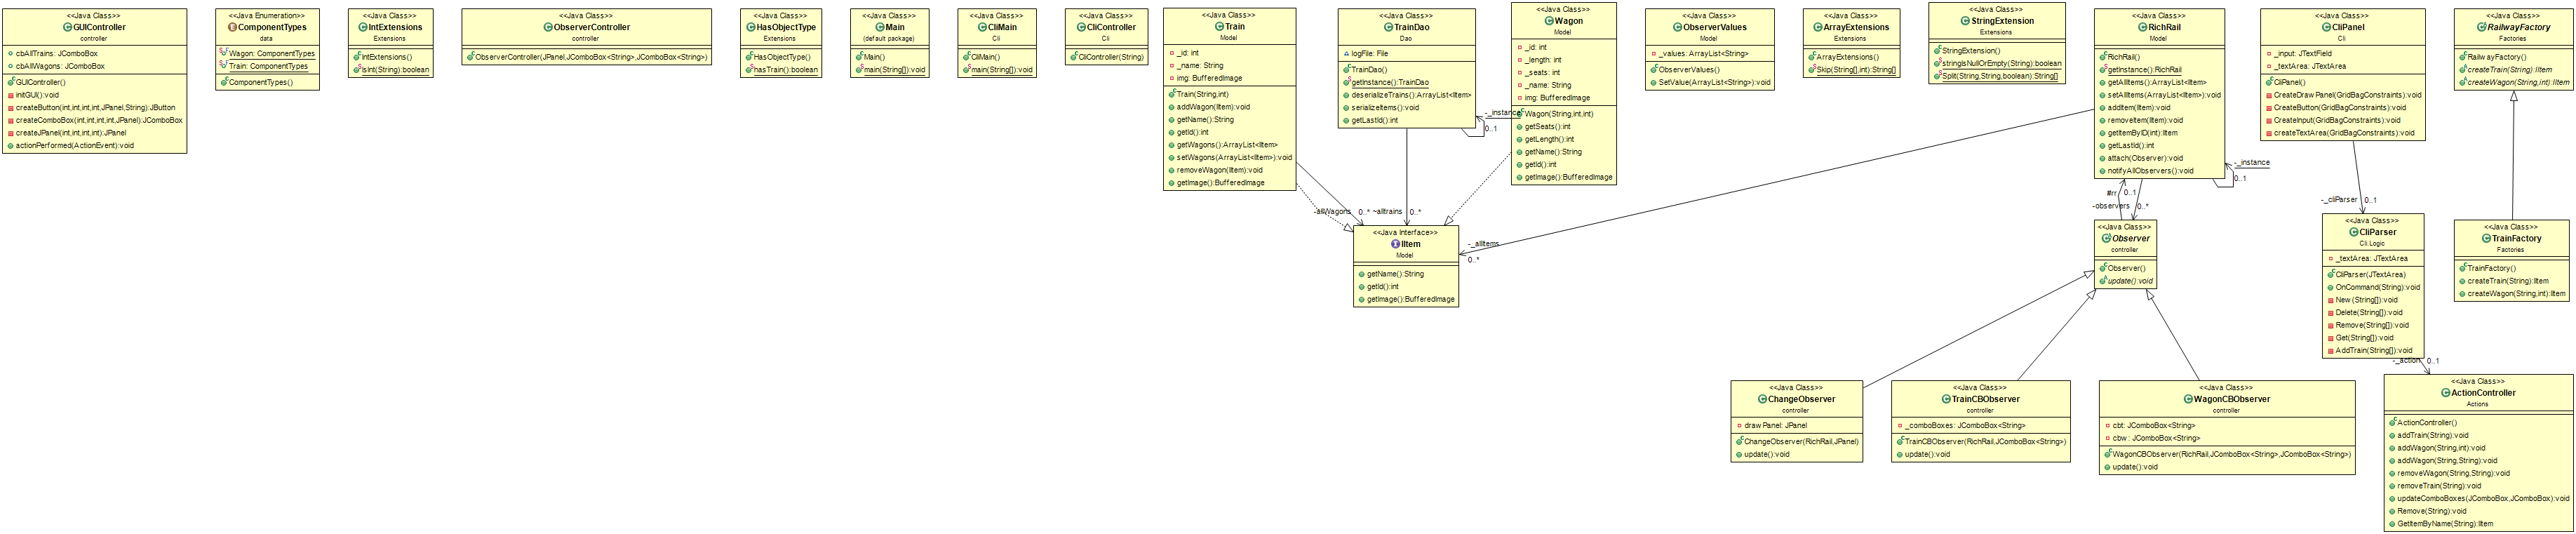 <<Java Class>>
GUIController
controller
cbAllTrains: JComboBox
cbAllWagons: JComboBox
GUIController()
initGUI():void
createButton(int,int,int,int,JPanel,String):JButton
createComboBox(int,int,int,int,JPanel):JComboBox
createJPanel(int,int,int,int):JPanel
actionPerformed(ActionEvent):void
<<Java Enumeration>>
ComponentTypes
data
Wagon: ComponentTypes
Train: ComponentTypes
ComponentTypes()
<<Java Class>>
IntExtensions
Extensions
IntExtensions()
IsInt(String):boolean
<<Java Class>>
ObserverController
controller
ObserverController(JPanel,JComboBox<String>,JComboBox<String>)
<<Java Class>>
HasObjectType
Extensions
HasObjectType()
hasTrain():boolean
<<Java Class>>
Main
(default package)
Main()
main(String[]):void
<<Java Class>>
CliMain
Cli
CliMain()
main(String[]):void
<<Java Class>>
CliController
Cli
CliController(String)
<<Java Class>>
Train
Model
_id: int
_name: String
img: BufferedImage
Train(String,int)
addWagon(IItem):void
getName():String
getId():int
getWagons():ArrayList<IItem>
setWagons(ArrayList<IItem>):void
removeWagon(IItem):void
getImage():BufferedImage
<<Java Class>>
TrainDao
Dao
logFile: File
TrainDao()
getInstance():TrainDao
deserializeTrains():ArrayList<IItem>
serializeItems():void
getLastId():int
-_instance
0..1
<<Java Class>>
Wagon
Model
_id: int
_length: int
_seats: int
_name: String
img: BufferedImage
Wagon(String,int,int)
getSeats():int
getLength():int
getName():String
getId():int
getImage():BufferedImage
<<Java Class>>
ObserverValues
Model
_values: ArrayList<String>
ObserverValues()
SetValue(ArrayList<String>):void
<<Java Class>>
ArrayExtensions
Extensions
ArrayExtensions()
Skip(String[],int):String[]
<<Java Class>>
StringExtension
Extensions
StringExtension()
stringIsNullOrEmpty(String):boolean
Split(String,String,boolean):String[]
<<Java Class>>
RichRail
Model
RichRail()
getInstance():RichRail
getAllItems():ArrayList<IItem>
setAllItems(ArrayList<IItem>):void
addItem(IItem):void
removeItem(IItem):void
getItemByID(int):IItem
getLastId():int
attach(Observer):void
notifyAllObservers():void
-_instance
0..1
<<Java Class>>
CliPanel
Cli
_input: JTextField
_textArea: JTextArea
CliPanel()
CreateDrawPanel(GridBagConstraints):void
CreateButton(GridBagConstraints):void
CreateInput(GridBagConstraints):void
createTextArea(GridBagConstraints):void
<<Java Class>>
RailwayFactory
Factories
RailwayFactory()
createTrain(String):IItem
createWagon(String,int):IItem
-allWagons 0..* ~alltrains 0..*
<<Java Interface>>
IItem
Model
getName():String
getId():int
getImage():BufferedImage
-_allItems
0..*
#rr 0..1
-observers 0..*
<<Java Class>>
Observer
controller
Observer()
update():void
-_cliParser 0..1
<<Java Class>>
CliParser
Cli.Logic
_textArea: JTextArea
CliParser(JTextArea)
OnCommand(String):void
New(String[]):void
Delete(String[]):void
Remove(String[]):void
Get(String[]):void
AddTrain(String[]):void
-_action 0..1
<<Java Class>>
TrainFactory
Factories
TrainFactory()
createTrain(String):IItem
createWagon(String,int):IItem
<<Java Class>>
ChangeObserver
controller
drawPanel: JPanel
ChangeObserver(RichRail,JPanel)
update():void
<<Java Class>>
TrainCBObserver
controller
_comboBoxes: JComboBox<String>
TrainCBObserver(RichRail,JComboBox<String>)
update():void
<<Java Class>>
WagonCBObserver
controller
cbt: JComboBox<String>
cbw: JComboBox<String>
WagonCBObserver(RichRail,JComboBox<String>,JComboBox<String>)
update():void
<<Java Class>>
ActionController
Actions
ActionController()
addTrain(String):void
addWagon(String,int):void
addWagon(String,String):void
removeWagon(String,String):void
removeTrain(String):void
updateComboBoxes(JComboBox,JComboBox):void
Remove(String):void
GetItemByName(String):IItem